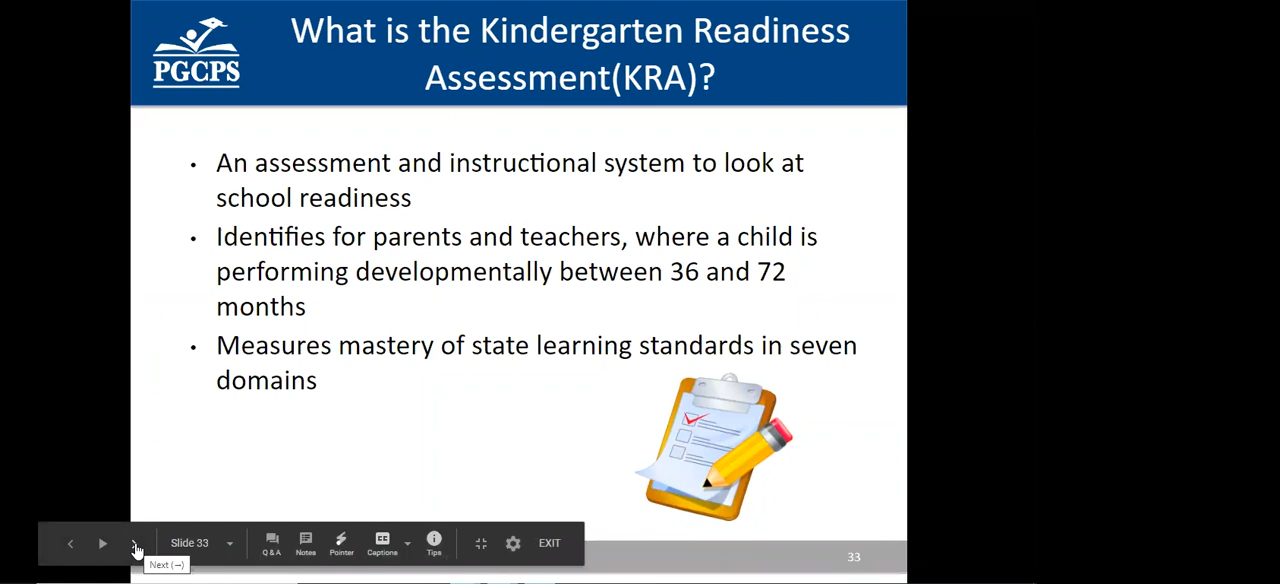 What is the Kindergarten Readiness
Assessment(KRA)?
PGCPS
• An assessment and instructional system to look at
school readiness
• Identifies for parents and teachers, where a child is
performing developmentally between 36 and 72
months
• Measures mastery of state learning standards in seven
domains
Slide 33
Q & A
Notes
Pointer
Captions
Tips
EXIT
Next (→)
33